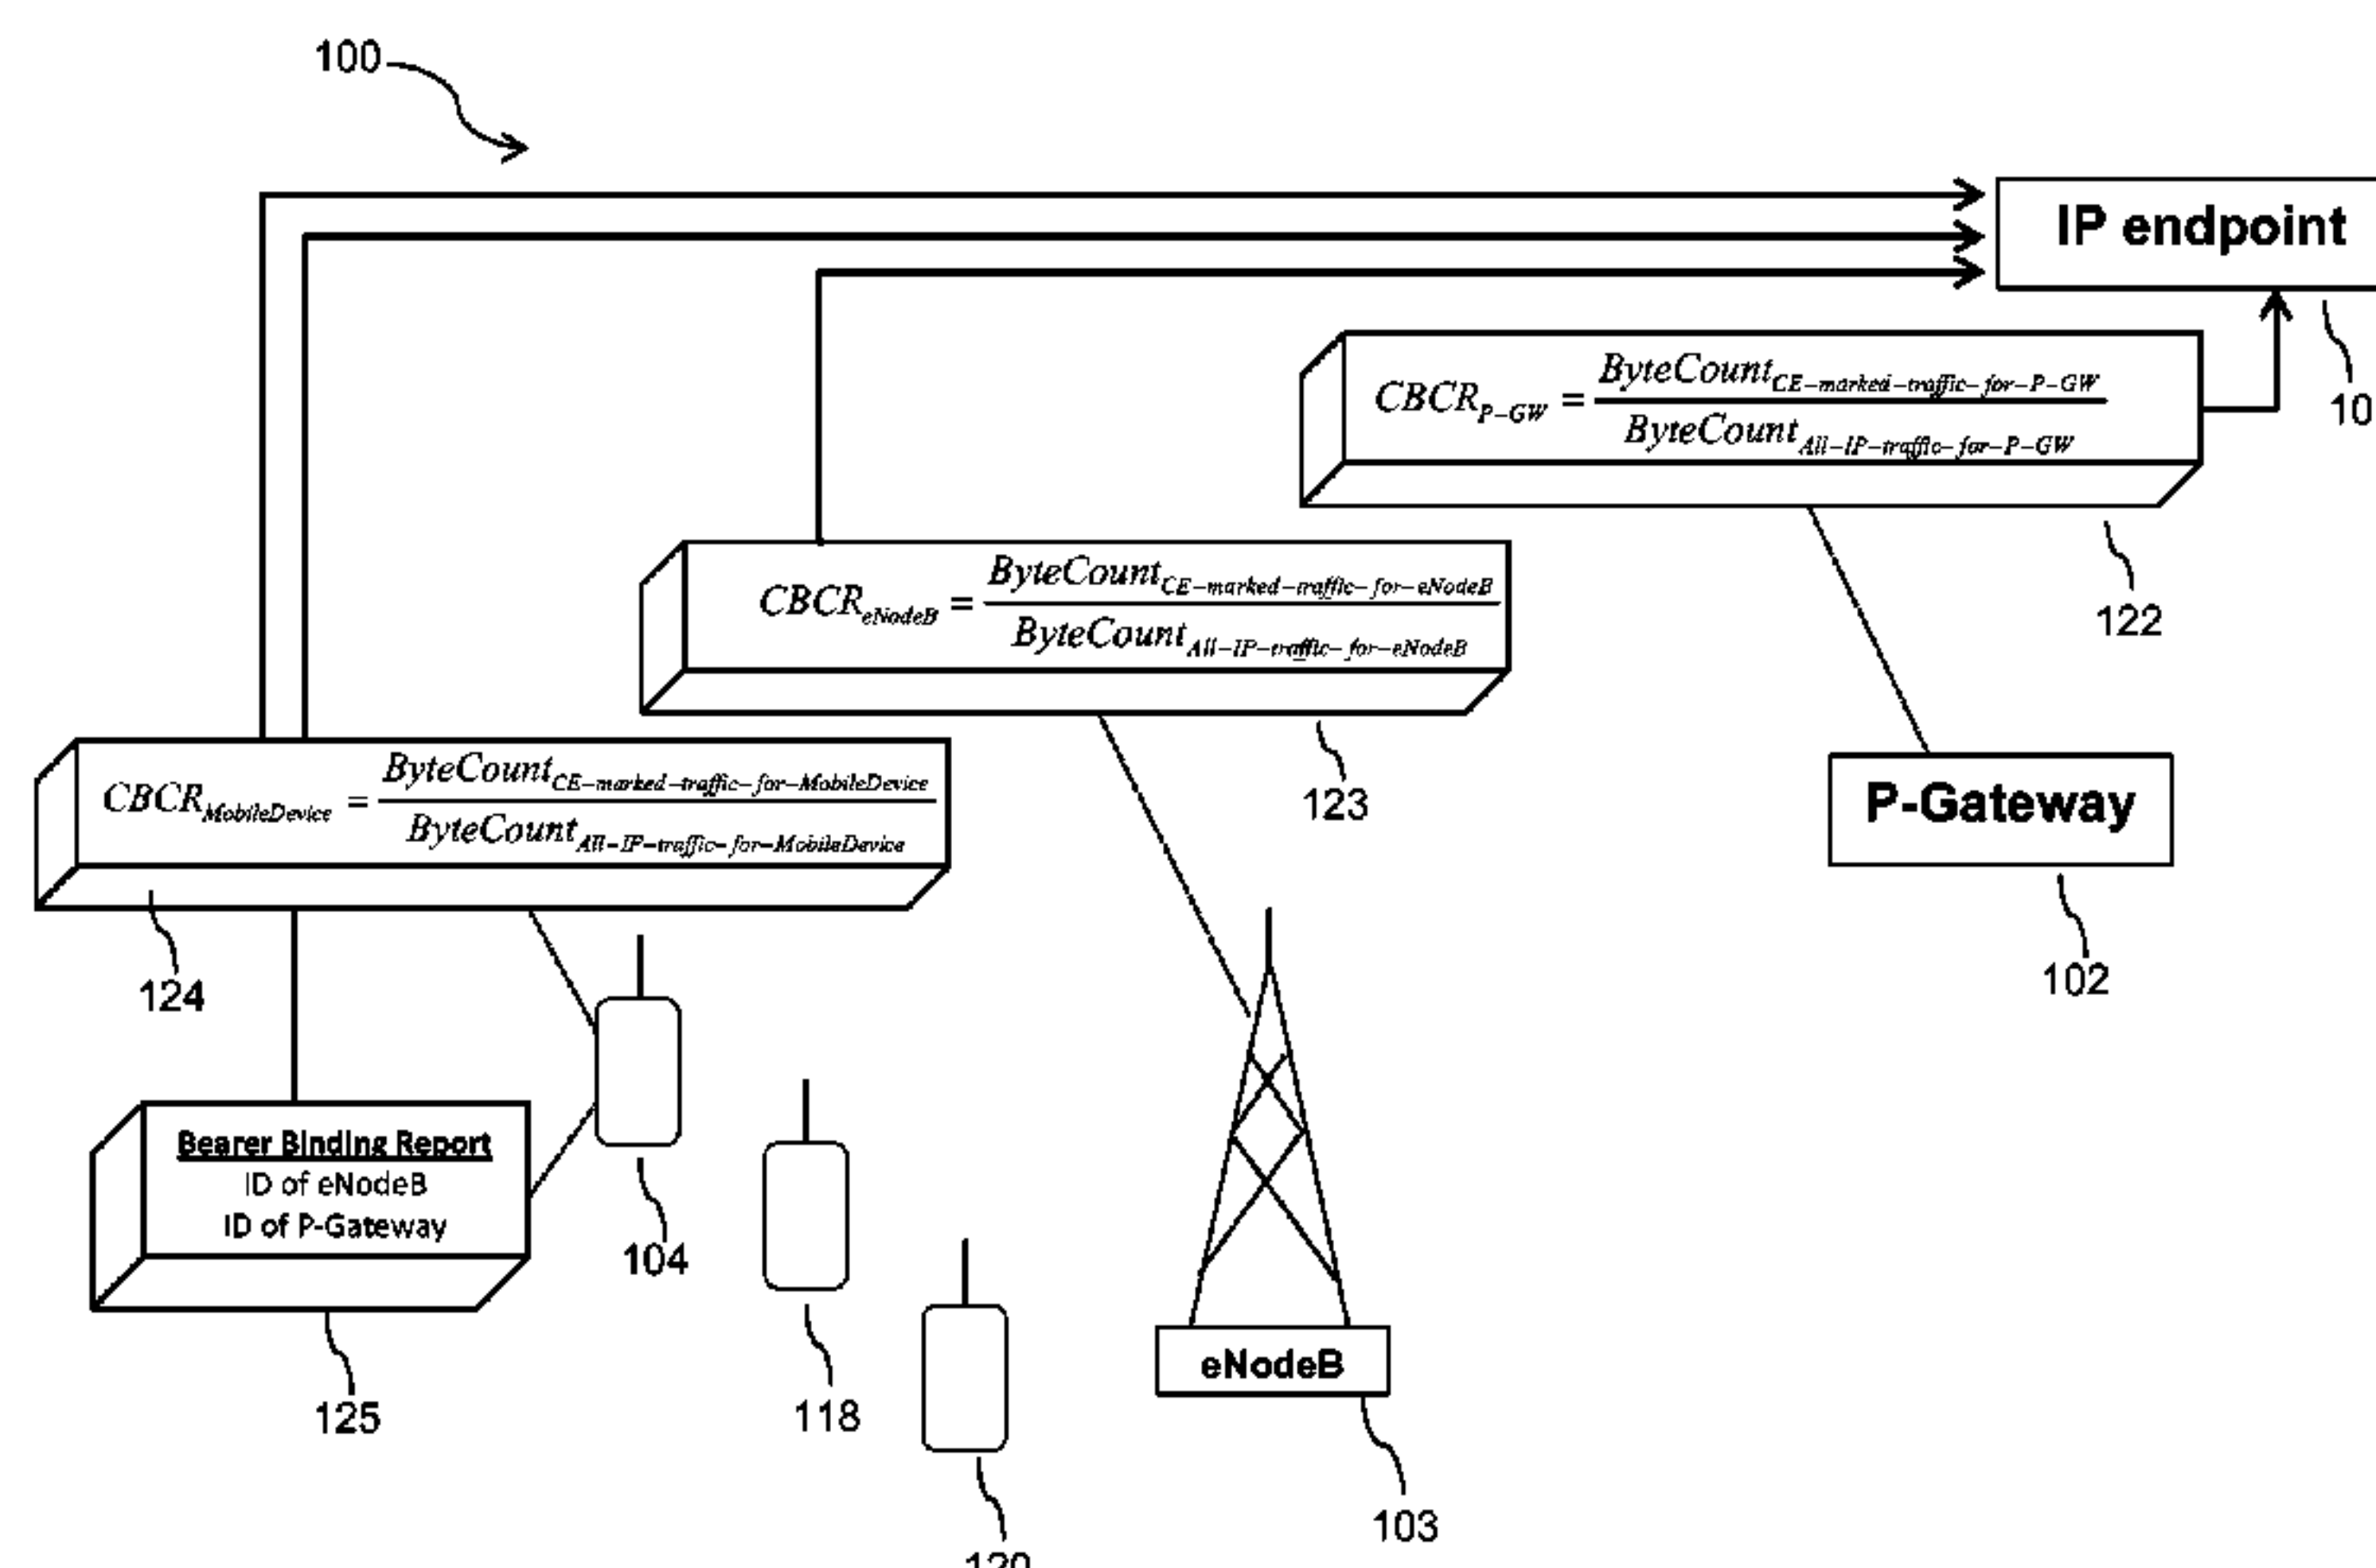 100
IP endpoint
10
CBCR_P-GW = ByteCount_CE-marked-traffic-for-P-GW
ByteCount_All-IP-traffic-for-P-GW
122
CBCR_eNodeB = ByteCount_CE-marked-traffic-for-eNodeB
ByteCount_All-IP-traffic-for-eNodeB
123
P-Gateway
102
CBCR_MobileDevice = ByteCount_CE-marked-traffic-for-MobileDevice
ByteCount_All-IP-traffic-for-MobileDevice
124
Bearer Binding Report
ID of eNodeB
ID of P-Gateway
125
104
118
120
eNodeB
103